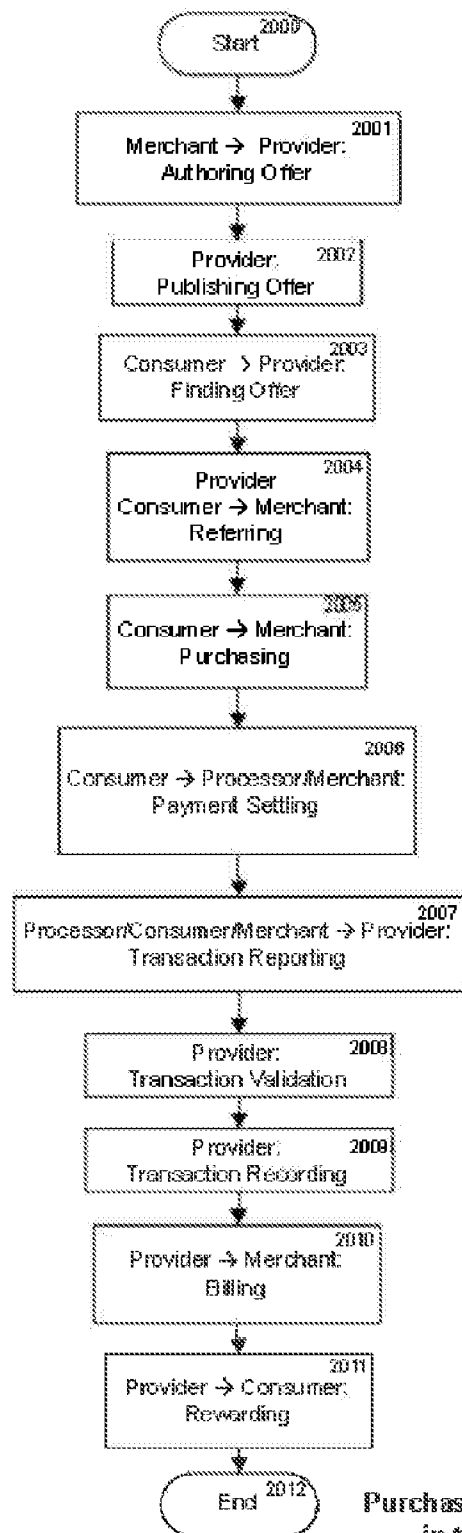 2000
Start
2001
Merchant → Provider:
Authoring Offer
2002
Provider:
Publishing Offer
2003
Consumer → Provider:
Finding Offer
2004
Provider
Consumer → Merchant:
Referring
2005
Consumer → Merchant:
Purchasing
2006
Consumer → Processor/Merchant:
Payment Settling
2007
Processor/Consumer/Merchant → Provider:
Transaction Reporting
Provider: 2008
Transaction Validation
Provider: 2009
Transaction Recording
2010
Provider → Merchant:
Billing
2011
Provider → Consumer:
Rewarding
End 2012